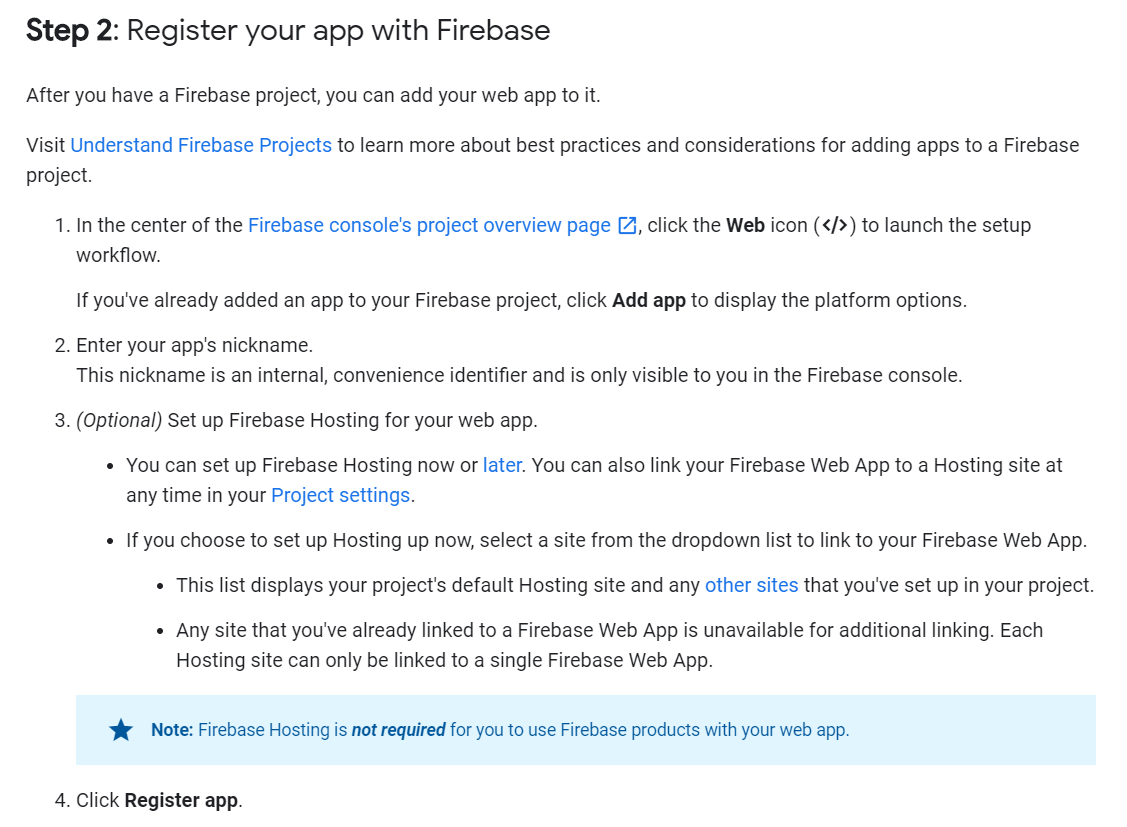 Step 2: Register your app with Firebase
After you have a Firebase project, you can add your web app to it.
Visit Understand Firebase Projects to learn more about best practices and considerations for adding apps to a Firebase
project.
1. In the center of the Firebase console's project overview page, click the Web icon (</>) to launch the setup
workflow.
If you've already added an app to your Firebase project, click Add app to display the platform options.
2. Enter your app's nickname.
This nickname is an internal, convenience identifier and is only visible to you in the Firebase console.
3. (Optional) Set up Firebase Hosting for your web app.
• You can set up Firebase Hosting now or later. You can also link your Firebase Web App to a Hosting site at
any time in your Project settings.
• If you choose to set up Hosting up now, select a site from the dropdown list to link to your Firebase Web App.
• This list displays your project's default Hosting site and any other sites that you've set up in your project.
• Any site that you've already linked to a Firebase Web App is unavailable for additional linking. Each
Hosting site can only be linked to a single Firebase Web App.
Note: Firebase Hosting is not required for you to use Firebase products with your web app.
4. Click Register app.